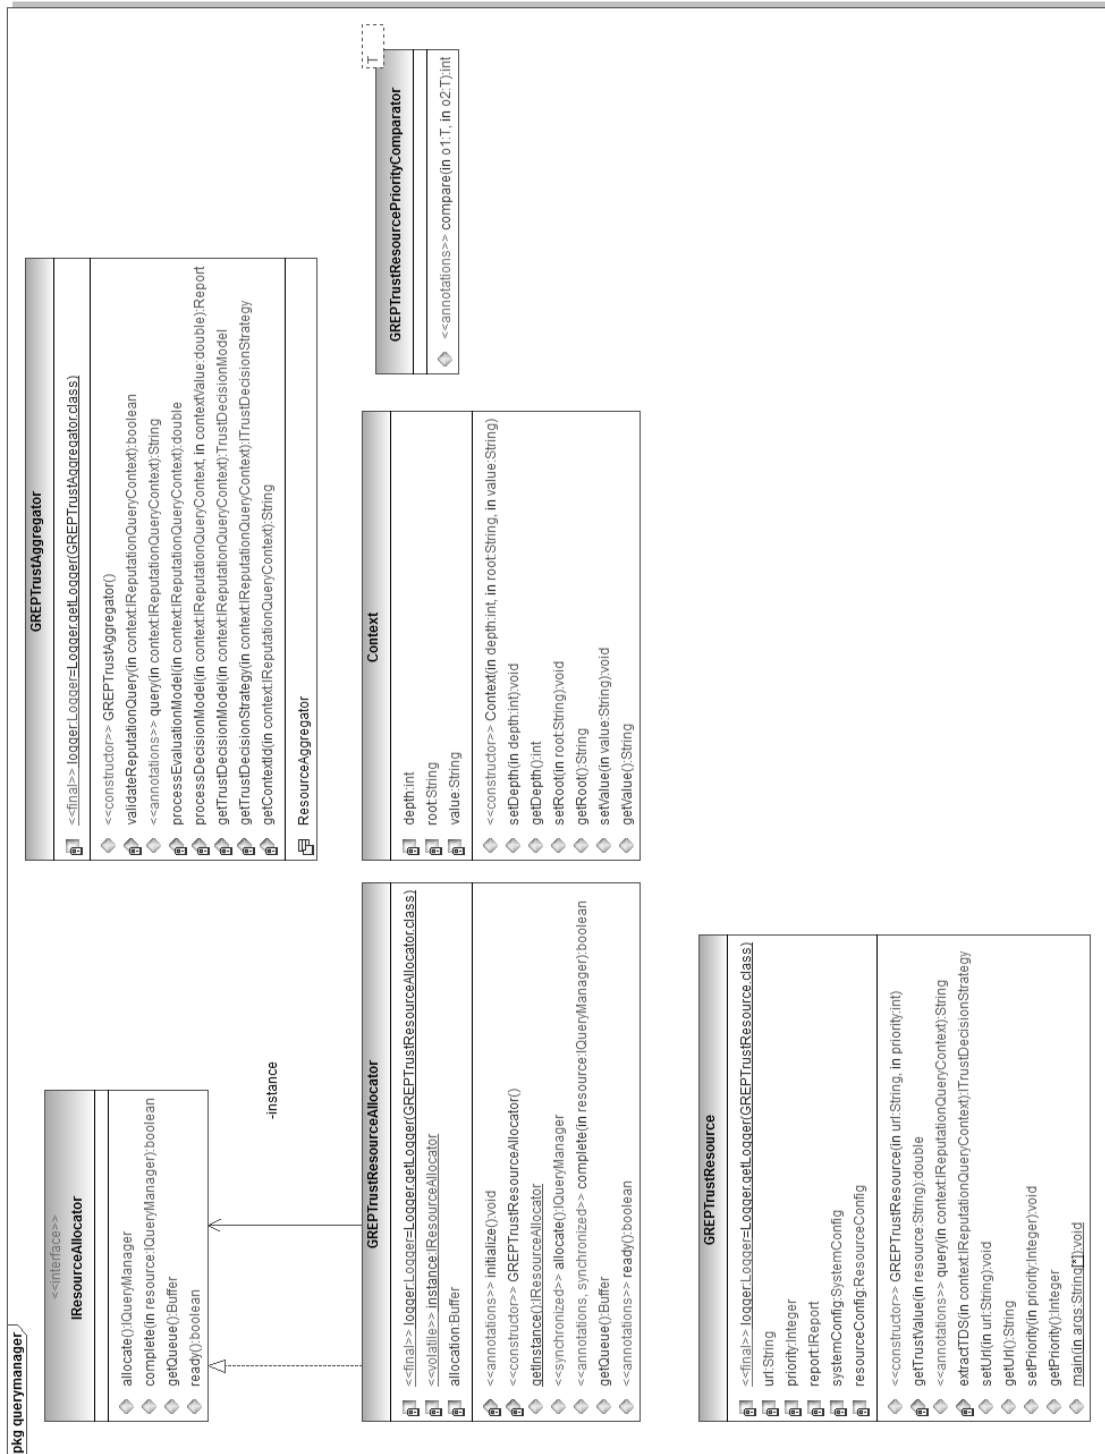 pkg querymanager
<<interface>>
IResourceAllocator
allocate():IQueryManager
complete(in resource:IQueryManager):boolean
getQueue():Buffer
ready():boolean
GREPTrustAggregator
<<final>> logger:Logger=Logger.getLogger(GREPTrustAggregator.class)
<<constructor>> GREPTrustAggregator()
validateReputationQuery(in context:IReputationQueryContext):boolean
<<annotations>> query(in context:IReputationQueryContext):String
processEvaluationModel(in context:IReputationQueryContext):double
processDecisionModel(in context:IReputationQueryContext, in contextValue:double):Report
getTrustDecisionModel(in context:IReputationQueryContext):TrustDecisionModel
getTrustDecisionStrategy(in context:IReputationQueryContext):ITrustDecisionStrategy
getContextId(in context:IReputationQueryContext):String
ResourceAggregator
-instance
GREPTrustResourceAllocator
<<final>> logger:Logger=Logger.getLogger(GREPTrustResourceAllocator.class)
<<volatile>> instance:IResourceAllocator
allocation:Buffer
<<annotations>> initialize():void
<<constructor>> GREPTrustResourceAllocator()
getInstance():IResourceAllocator
<<synchronized>> allocate():IQueryManager
<<annotations, synchronized>> complete(in resource:IQueryManager):boolean
getQueue():Buffer
<<annotations>> ready():boolean
Context
depth:int
root:String
value:String
<<constructor>> Context(in depth:int, in root:String, in value:String)
setDepth(in depth:int):void
getDepth():int
setRoot(in root:String):void
getRoot():String
setValue(in value:String):void
getValue():String
T
GREPTrustResourcePriorityComparator
<<annotations>> compare(in o1:T, in o2:T):int
GREPTrustResource
<<final>> logger:Logger=Logger.getLogger(GREPTrustResource.class)
url:String
priority:Integer
report:IReport
systemConfig:SystemConfig
resourceConfig:ResourceConfig
<<constructor>> GREPTrustResource(in url:String, in priority:int)
getTrustValue(in resource:String):double
<<annotations>> query(in context:IReputationQueryContext):String
extractTDS(in context:IReputationQueryContext):ITrustDecisionStrategy
setUrl(in url:String):void
getUrl():String
setPriority(in priority:Integer):void
getPriority():Integer
main(in args:String[*]):void